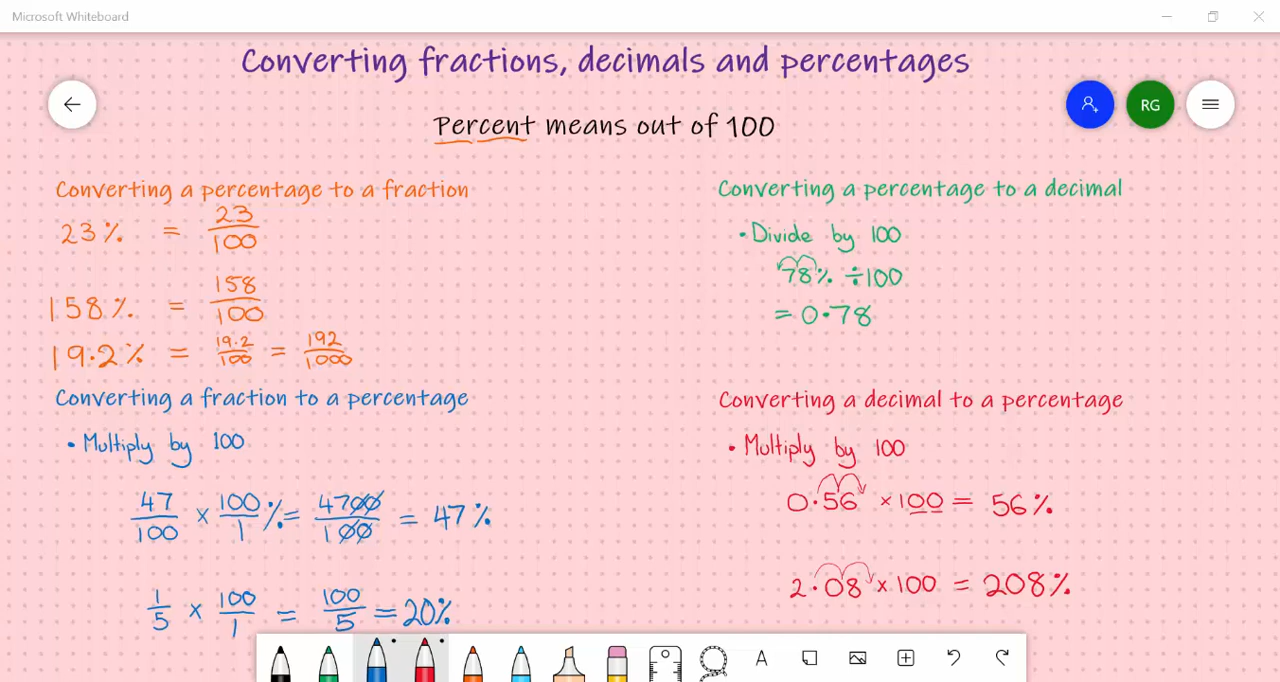 Microsoft Whiteboard
Converting fractions, decimals and percentages
RG
Percent means out of 100
Converting a percentage to a fraction
23% = 23/100
158% = 158/100
19.2% = 19.2/100 = 192/1000
Converting a percentage to a decimal
• Divide by 100
78% ÷100
= 0.78
Converting a fraction to a percentage
• Multiply by 100
47/100 × 100/1 % = 4700/100 = 47%
1/5 × 100/1 = 100/5 = 20%
Converting a decimal to a percentage
• Multiply by 100
0.56 × 100 = 56%
2.08 × 100 = 208%
A